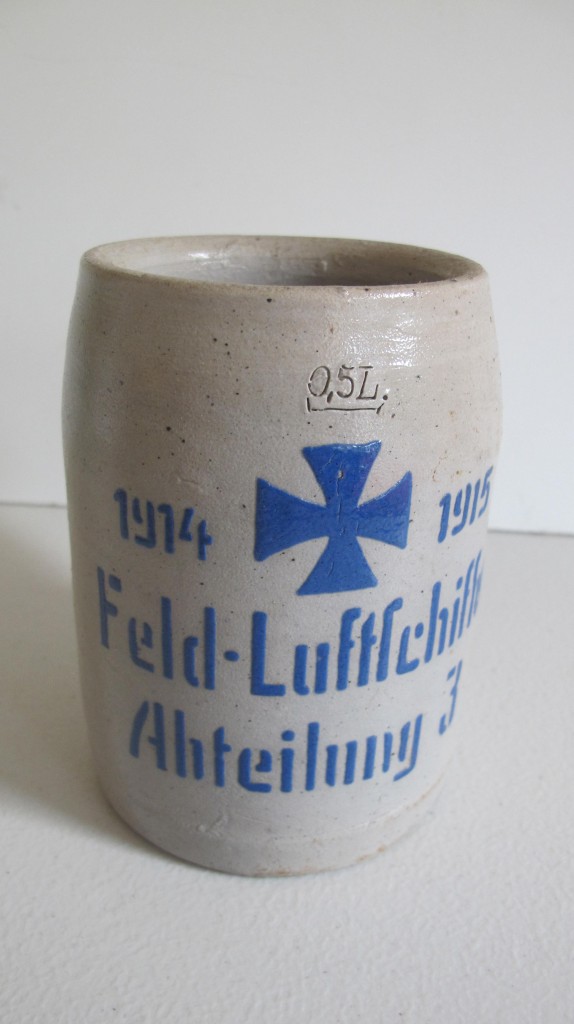 0,5L.
1914 1915
Feld-Luftſchiff
Abteilung 3